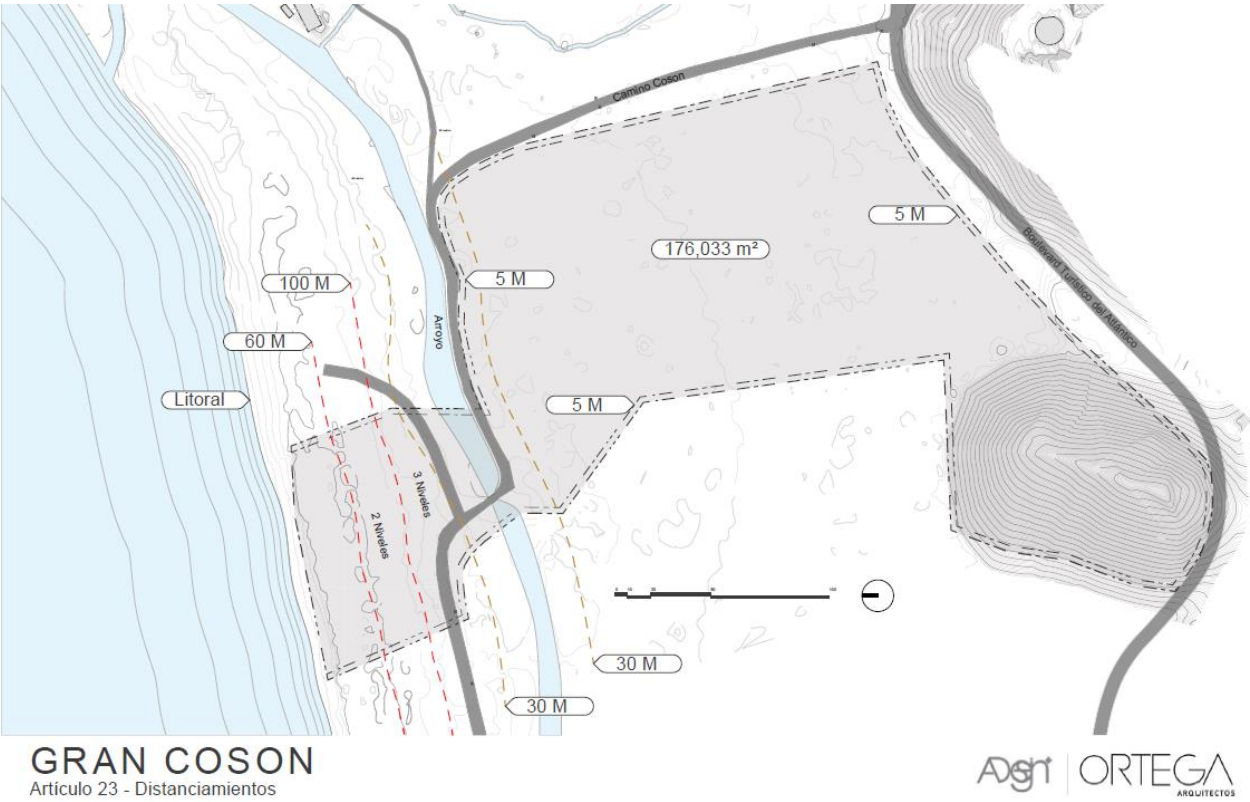 Camino Coson
5 M
176,033 m²
Boulevard Turístico del Atlántico
100 M
5 M
Arroyo
60 M
Litoral
5 M
3 Niveles
2 Niveles
30 M
30 M
GRAN COSON
Artículo 23 - Distanciamientos
ADesgn
ORTEGA
ARQUITECTOS